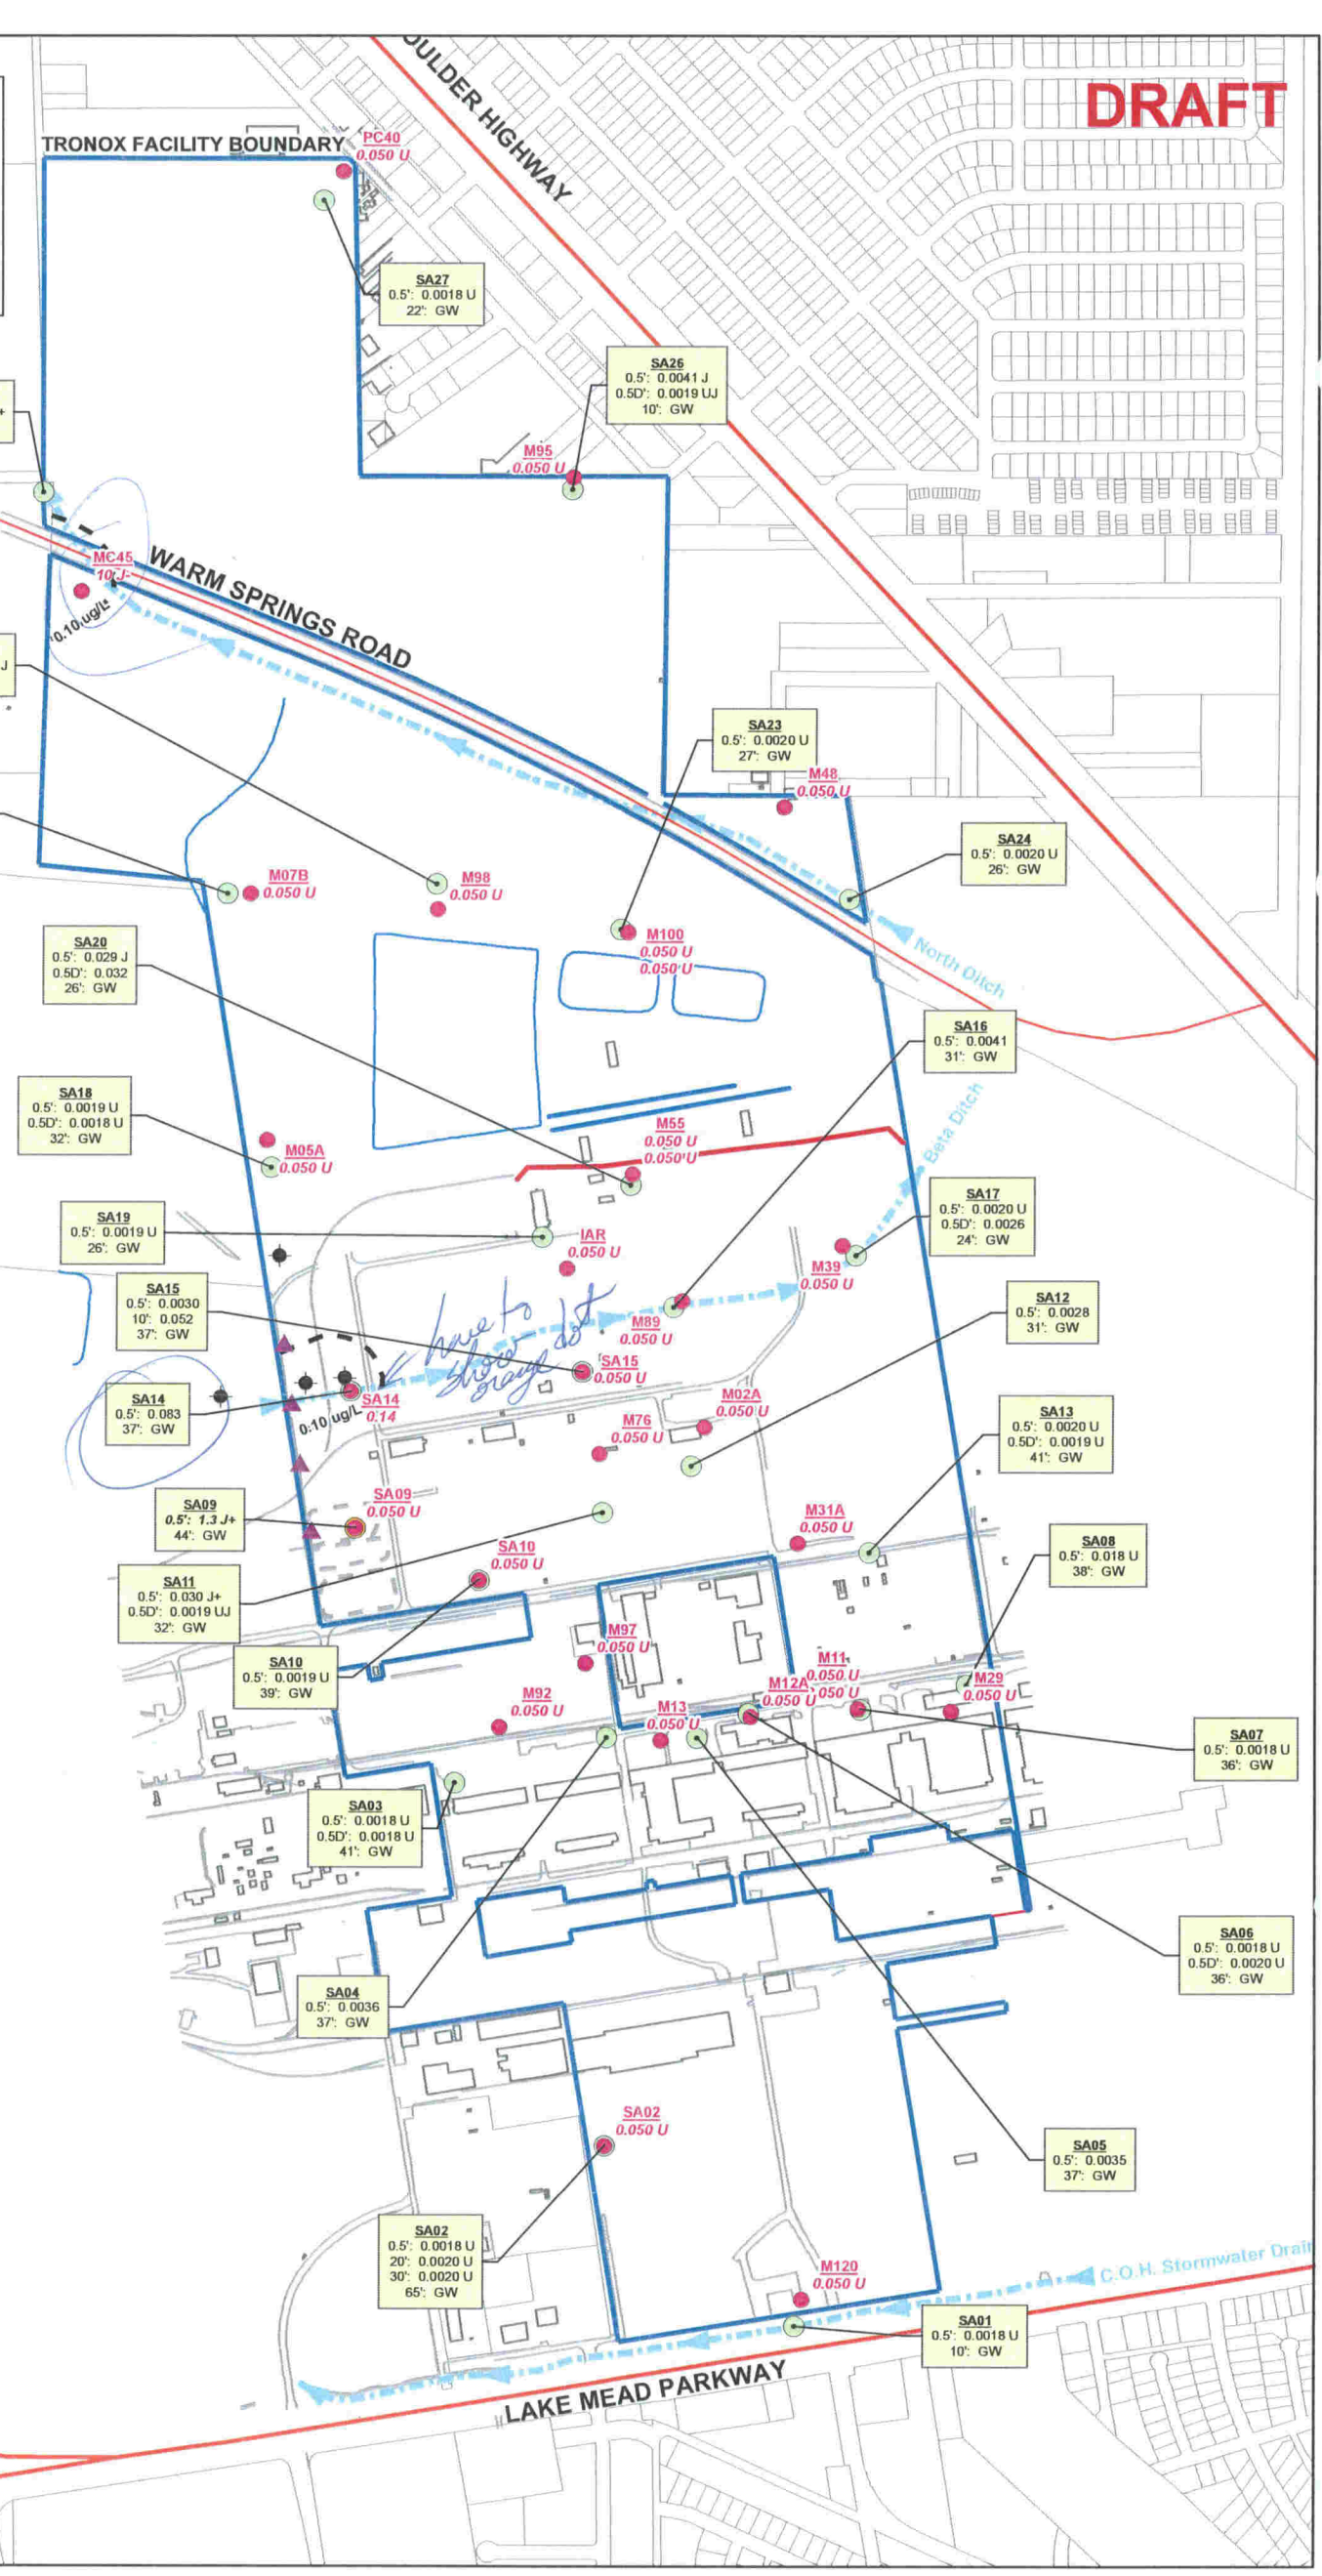 DRAFT
BOULDER HIGHWAY
TRONOX FACILITY BOUNDARY
PC40
0.050 U
SA27
0.5': 0.0018 U
22': GW
SA26
0.5': 0.0041 J
0.5D': 0.0019 UJ
10': GW
M95
0.050 U
+
MC45
10 J-
0.10 ug/L
WARM SPRINGS ROAD
J
SA23
0.5': 0.0020 U
27': GW
M48
0.050 U
SA24
0.5': 0.0020 U
26': GW
M07B
0.050 U
M98
0.050 U
M100
0.050 U
0.050 U
North Ditch
SA20
0.5': 0.029 J
0.5D': 0.032
26': GW
SA16
0.5': 0.0041
31': GW
SA18
0.5': 0.0019 U
0.5D': 0.0018 U
32': GW
M05A
0.050 U
M55
0.050 U
0.050 U
Beta Ditch
SA19
0.5': 0.0019 U
26': GW
IAR
0.050 U
SA17
0.5': 0.0020 U
0.5D': 0.0026
24': GW
M39
0.050 U
SA15
0.5': 0.0030
10': 0.052
37': GW
have to
show dot
orange
M89
0.050 U
SA12
0.5': 0.0028
31': GW
SA15
0.050 U
SA14
0.5': 0.083
37': GW
SA14
0.14
0.10 ug/L
M02A
0.050 U
M76
0.050 U
SA13
0.5': 0.0020 U
0.5D': 0.0019 U
41': GW
SA09
0.5': 1.3 J+
44': GW
SA09
0.050 U
M31A
0.050 U
SA10
0.050 U
SA08
0.5': 0.018 U
38': GW
SA11
0.5': 0.030 J+
0.5D': 0.0019 UJ
32': GW
SA10
0.5': 0.0019 U
39': GW
M97
0.050 U
M11
0.050 U
0.050 U
M12A
0.050 U
M29
0.050 U
M92
0.050 U
M13
0.050 U
SA07
0.5': 0.0018 U
36': GW
SA03
0.5': 0.0018 U
0.5D': 0.0018 U
41': GW
SA06
0.5': 0.0018 U
0.5D': 0.0020 U
36': GW
SA04
0.5': 0.0036
37': GW
SA02
0.050 U
SA05
0.5': 0.0035
37': GW
SA02
0.5': 0.0018 U
20': 0.0020 U
30': 0.0020 U
65': GW
M120
0.050 U
C.O.H. Stormwater Drain
SA01
0.5': 0.0018 U
10': GW
LAKE MEAD PARKWAY